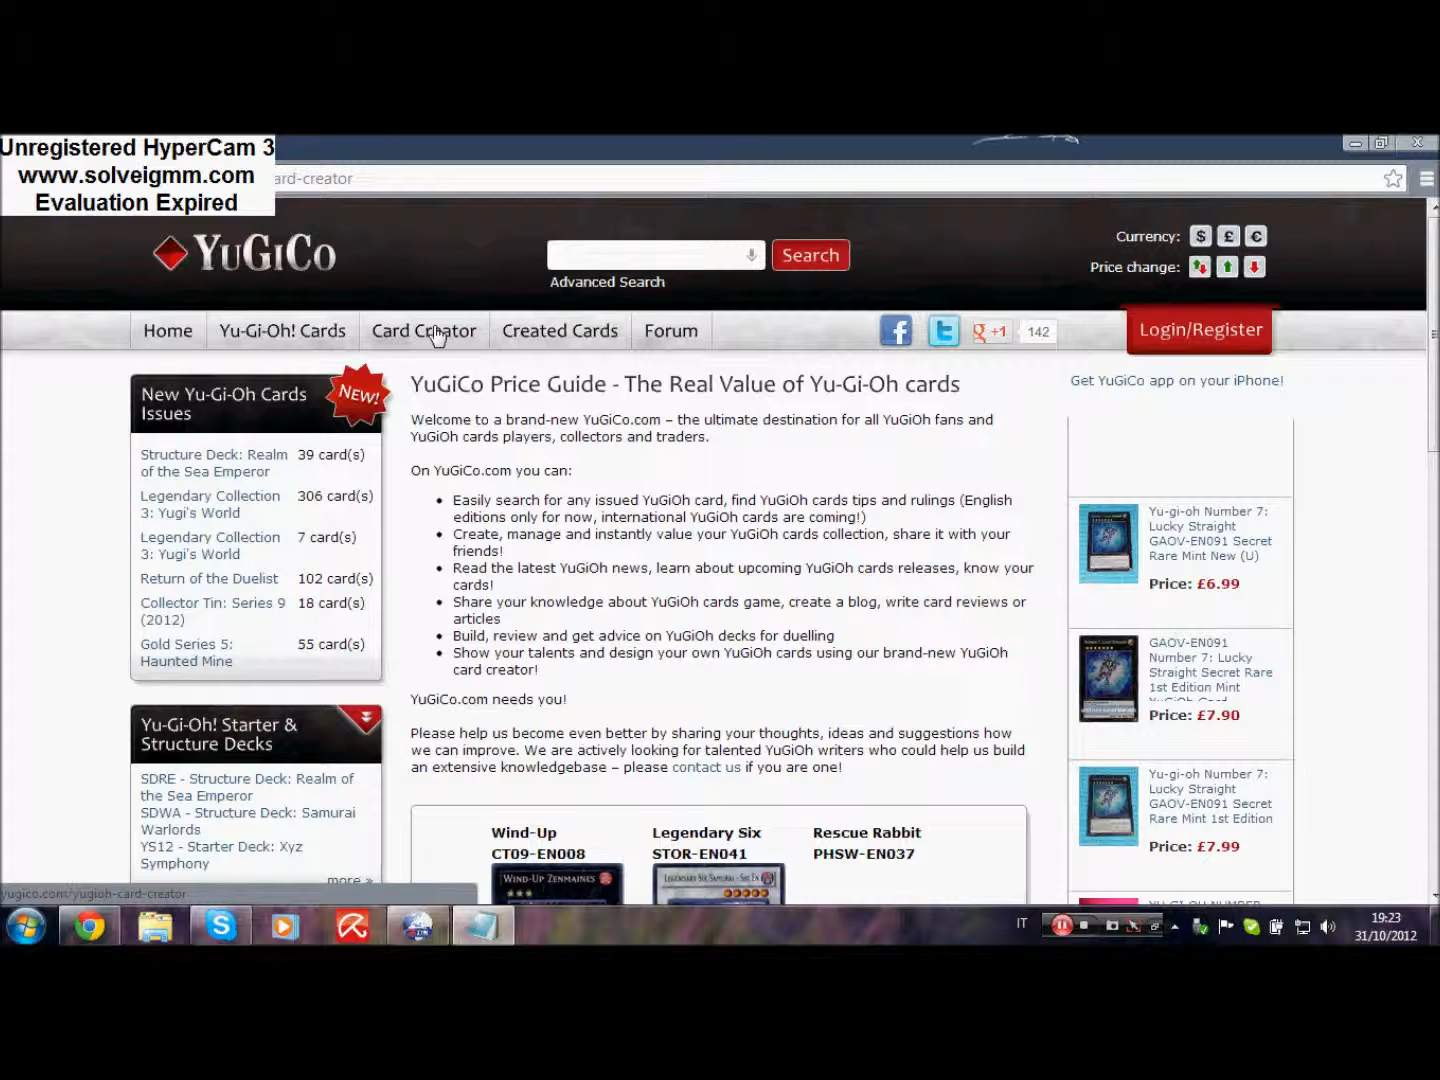 Unregistered HyperCam 3
www.solveigmm.com
Evaluation Expired
ard-creator
YuGiCo
Search
Advanced Search
Currency: $ £ €
Price change:
Home
Yu-Gi-Oh! Cards
Card Creator
Created Cards
Forum
+1
142
Login/Register
New Yu-Gi-Oh Cards
Issues
NEW!
Structure Deck: Realm 39 card(s)
of the Sea Emperor
Legendary Collection 306 card(s)
3: Yugi's World
Legendary Collection 7 card(s)
3: Yugi's World
Return of the Duelist 102 card(s)
Collector Tin: Series 9 18 card(s)
(2012)
Gold Series 5: 55 card(s)
Haunted Mine
Yu-Gi-Oh! Starter &
Structure Decks
SDRE - Structure Deck: Realm of
the Sea Emperor
SDWA - Structure Deck: Samurai
Warlords
YS12 - Starter Deck: Xyz
Symphony
more »
YuGiCo Price Guide - The Real Value of Yu-Gi-Oh cards
Welcome to a brand-new YuGiCo.com – the ultimate destination for all YuGiOh fans and
YuGiOh cards players, collectors and traders.
On YuGiCo.com you can:
Easily search for any issued YuGiOh card, find YuGiOh cards tips and rulings (English
editions only for now, international YuGiOh cards are coming!)
Create, manage and instantly value your YuGiOh cards collection, share it with your
friends!
Read the latest YuGiOh news, learn about upcoming YuGiOh cards releases, know your
cards!
Share your knowledge about YuGiOh cards game, create a blog, write card reviews or
articles
Build, review and get advice on YuGiOh decks for duelling
Show your talents and design your own YuGiOh cards using our brand-new YuGiOh
card creator!
YuGiCo.com needs you!
Please help us become even better by sharing your thoughts, ideas and suggestions how
we can improve. We are actively looking for talented YuGiOh writers who could help us build
an extensive knowledgebase – please contact us if you are one!
Wind-Up
CT09-EN008
WIND-UP ZENMAINES
Legendary Six
STOR-EN041
LEGENDARY SIX SAMURAI - SHI EN
Rescue Rabbit
PHSW-EN037
Get YuGiCo app on your iPhone!
Yu-gi-oh Number 7:
Lucky Straight
GAOV-EN091 Secret
Rare Mint New (U)
Price: £6.99
GAOV-EN091
Number 7: Lucky
Straight Secret Rare
1st Edition Mint
YuGiOh Card
Price: £7.90
Yu-gi-oh Number 7:
Lucky Straight
GAOV-EN091 Secret
Rare Mint 1st Edition
Price: £7.99
YU-GI-OH NUMBER
yugico.com/yugioh-card-creator
IT
19:23
31/10/2012